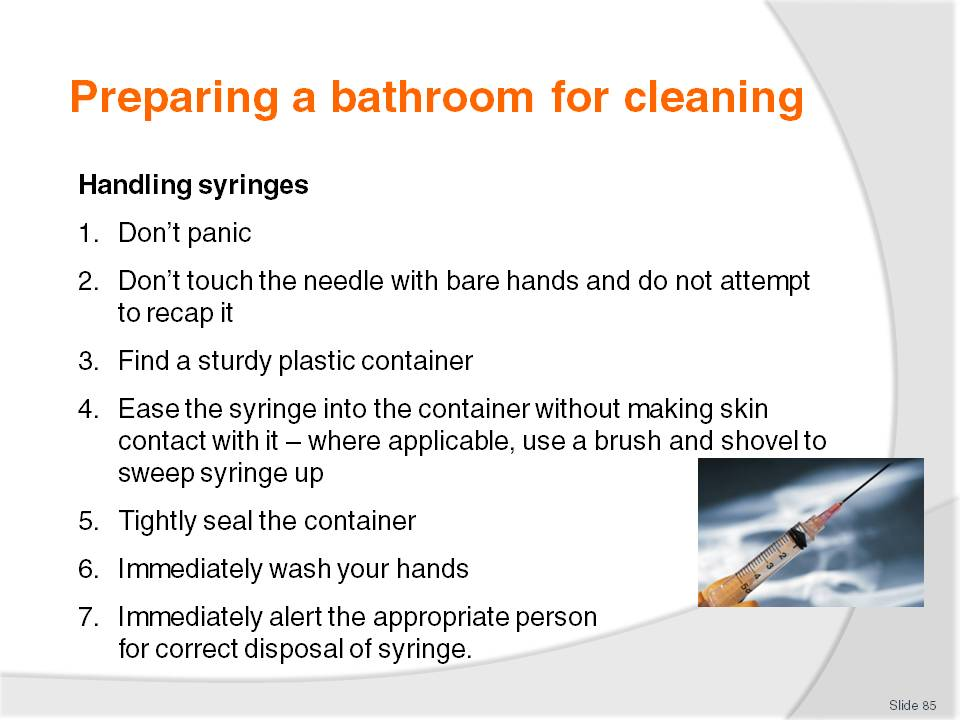 Preparing a bathroom for cleaning
Handling syringes
1. Don’t panic
2. Don’t touch the needle with bare hands and do not attempt
to recap it
3. Find a sturdy plastic container
4. Ease the syringe into the container without making skin
contact with it – where applicable, use a brush and shovel to
sweep syringe up
5. Tightly seal the container
6. Immediately wash your hands
7. Immediately alert the appropriate person
for correct disposal of syringe.
2
3
4
Slide 85